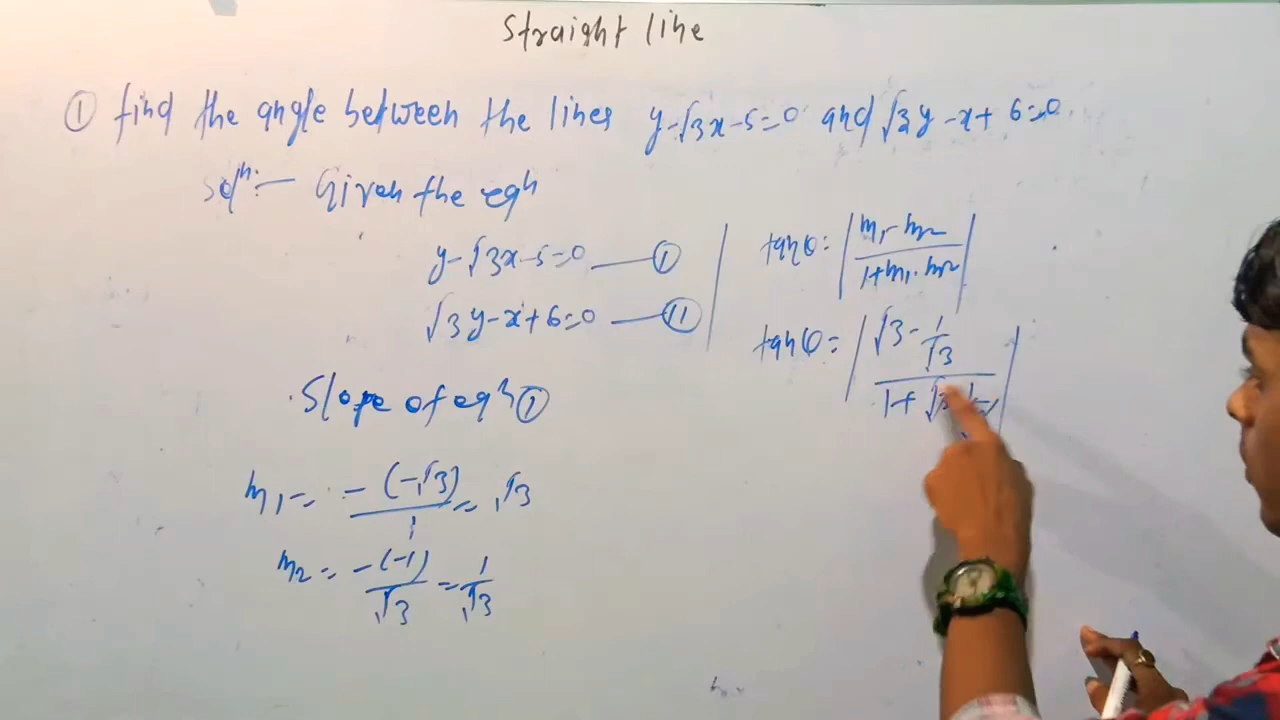 Straight line
① find the angle between the lines y-√3x-5=0 and √3y-x+6=0
Solⁿ:- Given the eqn
y-√3x-5=0 —— ①
√3y-x+6=0 —— ⑪
Slope of eqn ①
m₁ = -(-√3)/1 = √3
m₂ = -(-1)/√3 = 1/√3
tanθ = |m₁-m₂/1+m₁.m₂|
tanθ = |√3-1/√3 / 1+√3